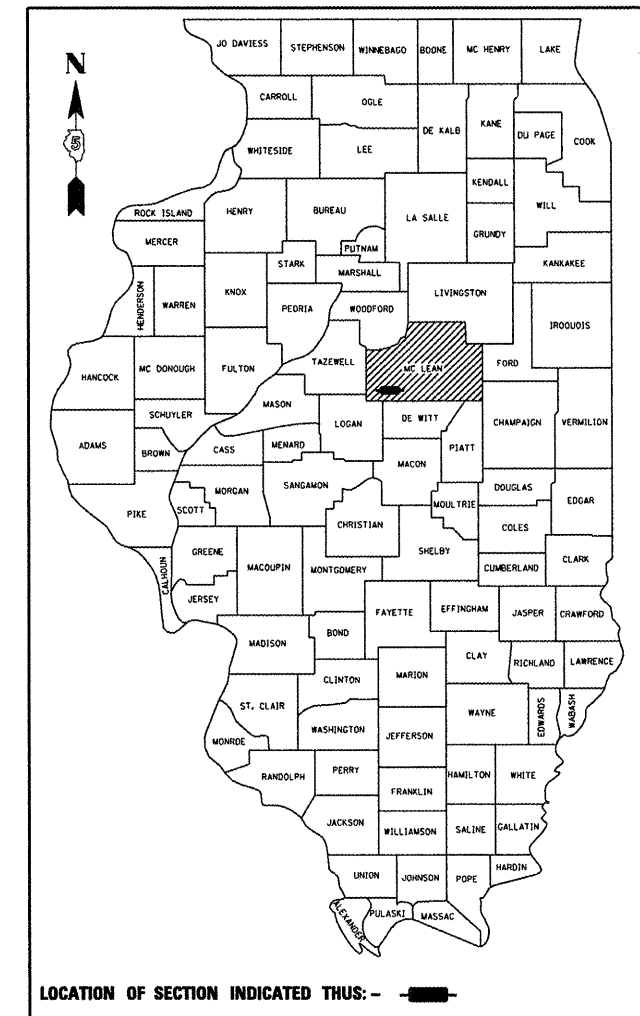 JO DAVIESS STEPHENSON WINNEBAGO BOONE MC HENRY LAKE
N
CARROLL OGLE DE KALB KANE DU PAGE COOK
WHITESIDE LEE
KENDALL
WILL
ROCK ISLAND HENRY BUREAU LA SALLE GRUNDY
MERCER PUTNAM
STARK MARSHALL KANKAKEE
HENDERSON WARREN KNOX PEORIA WOODFORD LIVINGSTON IROQUOIS
HANCOCK MC DONOUGH FULTON TAZEWELL MC LEAN FORD
SCHUYLER MASON LOGAN DE WITT CHAMPAIGN VERMILION
ADAMS BROWN CASS MENARD MACON PIATT
PIKE SCOTT MORGAN SANGAMON MOULTRIE DOUGLAS EDGAR
CHRISTIAN COLES
CALHOUN GREENE MACOUPIN MONTGOMERY SHELBY CUMBERLAND CLARK
JERSEY FAYETTE EFFINGHAM JASPER CRAWFORD
MADISON BOND
CLAY RICHLAND LAWRENCE
CLINTON MARION
ST. CLAIR WAYNE EDWARDS WABASH
WASHINGTON JEFFERSON
MONROE
RANDOLPH PERRY HAMILTON WHITE
FRANKLIN
JACKSON WILLIAMSON SALINE GALLATIN
UNION JOHNSON POPE HARDIN
ALEXANDER PULASKI MASSAC
LOCATION OF SECTION INDICATED THUS: -